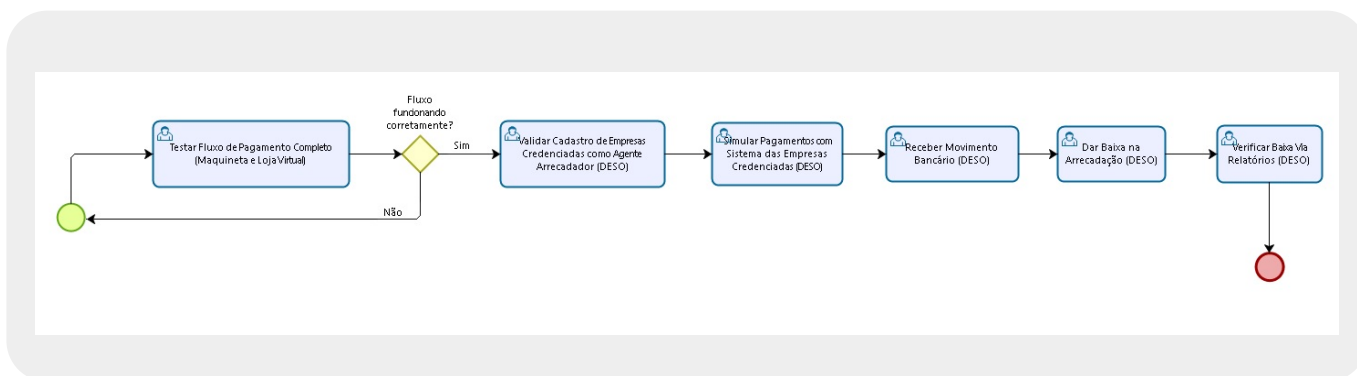 Fluxo
funcionando
corretamente?
Testar Fluxo de Pagamento Completo
(Maquineta e Loja Virtual)
Sim
Validar Cadastro de Empresas
Credenciadas como Agente
Arrecadador (DESO)
Simular Pagamentos com
Sistema das Empresas
Credenciadas (DESO)
Receber Movimento
Bancário (DESO)
Dar Baixa na
Arrecadação (DESO)
Verificar Baixa Via
Relatórios (DESO)
Não